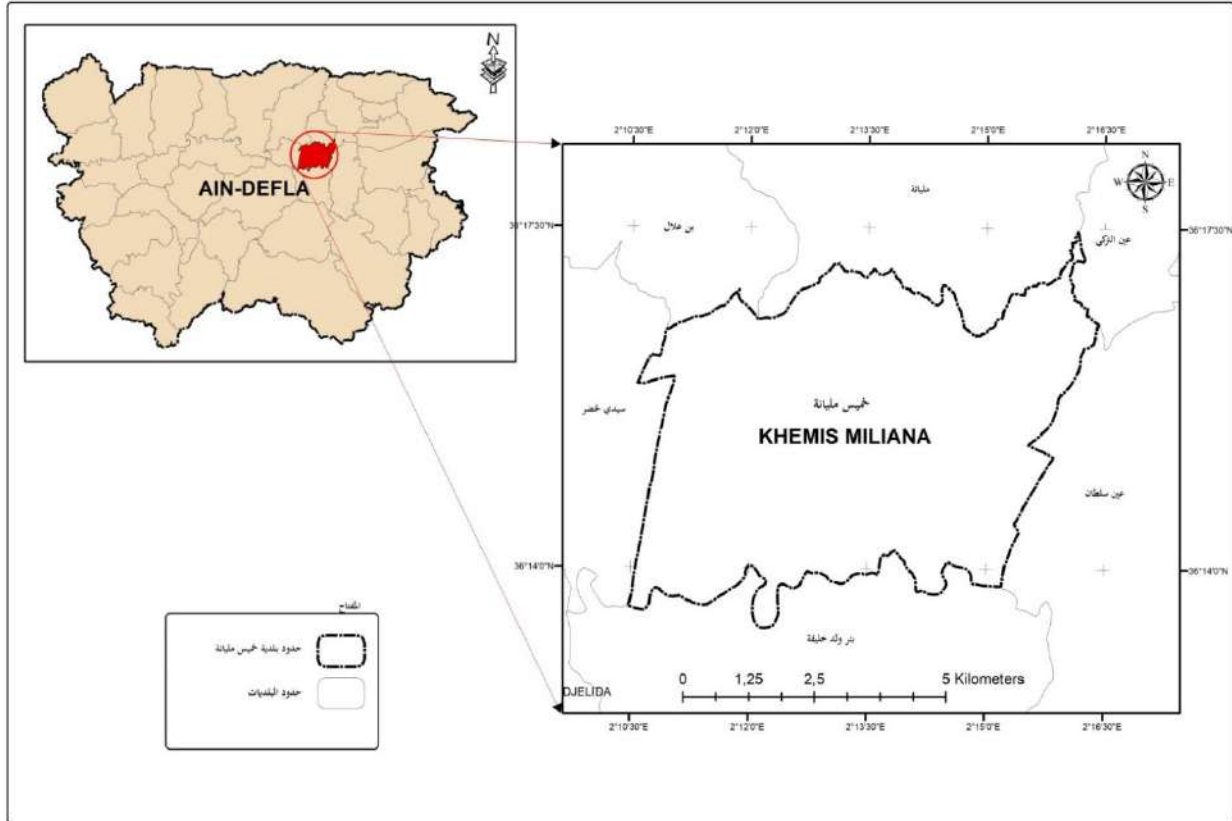 N
AIN-DEFLA
2°10'30"E 2°12'0"E 2°13'30"E 2°15'0"E 2°16'30"E
N
W E
S
مليانة
بن علال
عين التركي
36°17'30"N 36°17'30"N
سيدي لخضر
خميس مليانة
KHEMIS MILIANA
عين سلطان
36°14'0"N 36°14'0"N
بئر ولد خليفة
DJELIDA
0 1,25 2,5 5 Kilometers
2°10'30"E 2°12'0"E 2°13'30"E 2°15'0"E 2°16'30"E
المفتاح
حدود بلدية خميس مليانة
حدود البلديات